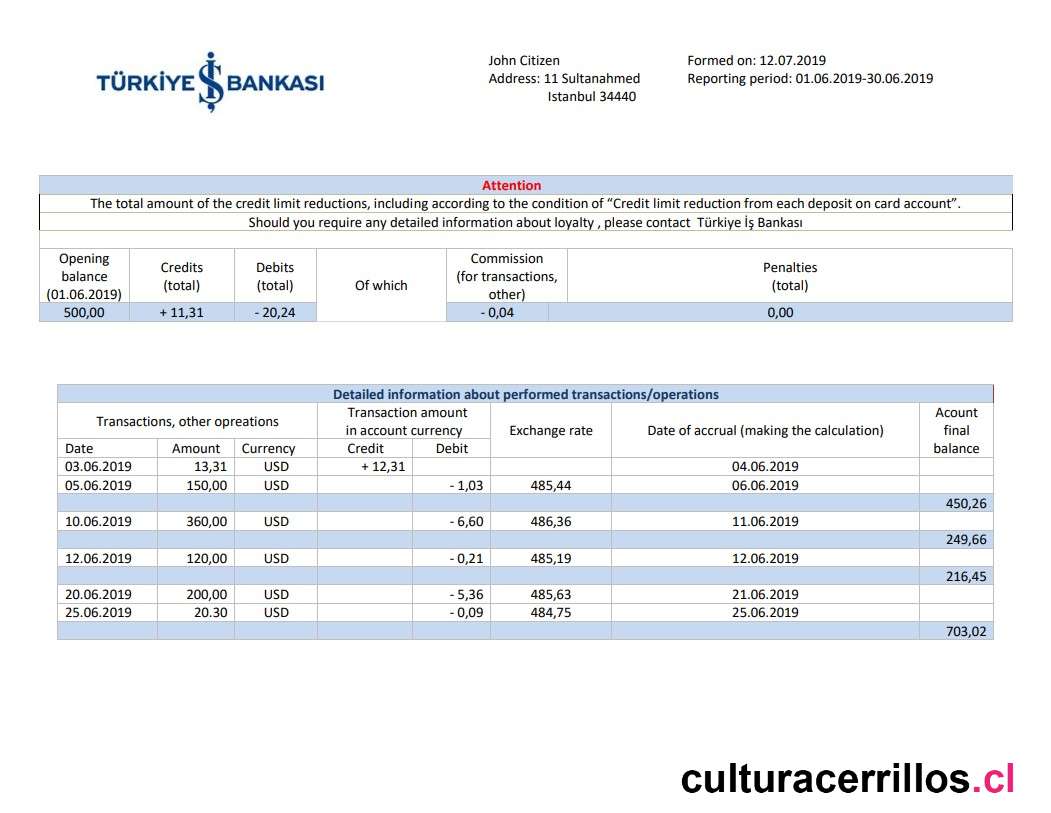 TÜRKİYE İŞ BANKASI
John Citizen
Address: 11 Sultanahmed
Istanbul 34440
Formed on: 12.07.2019
Reporting period: 01.06.2019-30.06.2019
Attention
The total amount of the credit limit reductions, including according to the condition of “Credit limit reduction from each deposit on card account”.
Should you require any detailed information about loyalty , please contact Türkiye İş Bankası
Opening balance (01.06.2019) Credits (total) Debits (total) Of which Commission (for transactions, other) Penalties (total)
500,00 + 11,31 - 20,24 - 0,04 0,00
Detailed information about performed transactions/operations
Transactions, other opreations Transaction amount in account currency Exchange rate Date of accrual (making the calculation) Acount final balance
Date Amount Currency Credit Debit
03.06.2019 13,31 USD + 12,31 04.06.2019
05.06.2019 150,00 USD - 1,03 485,44 06.06.2019
450,26
10.06.2019 360,00 USD - 6,60 486,36 11.06.2019
249,66
12.06.2019 120,00 USD - 0,21 485,19 12.06.2019
216,45
20.06.2019 200,00 USD - 5,36 485,63 21.06.2019
25.06.2019 20.30 USD - 0,09 484,75 25.06.2019
703,02
culturacerrillos.cl